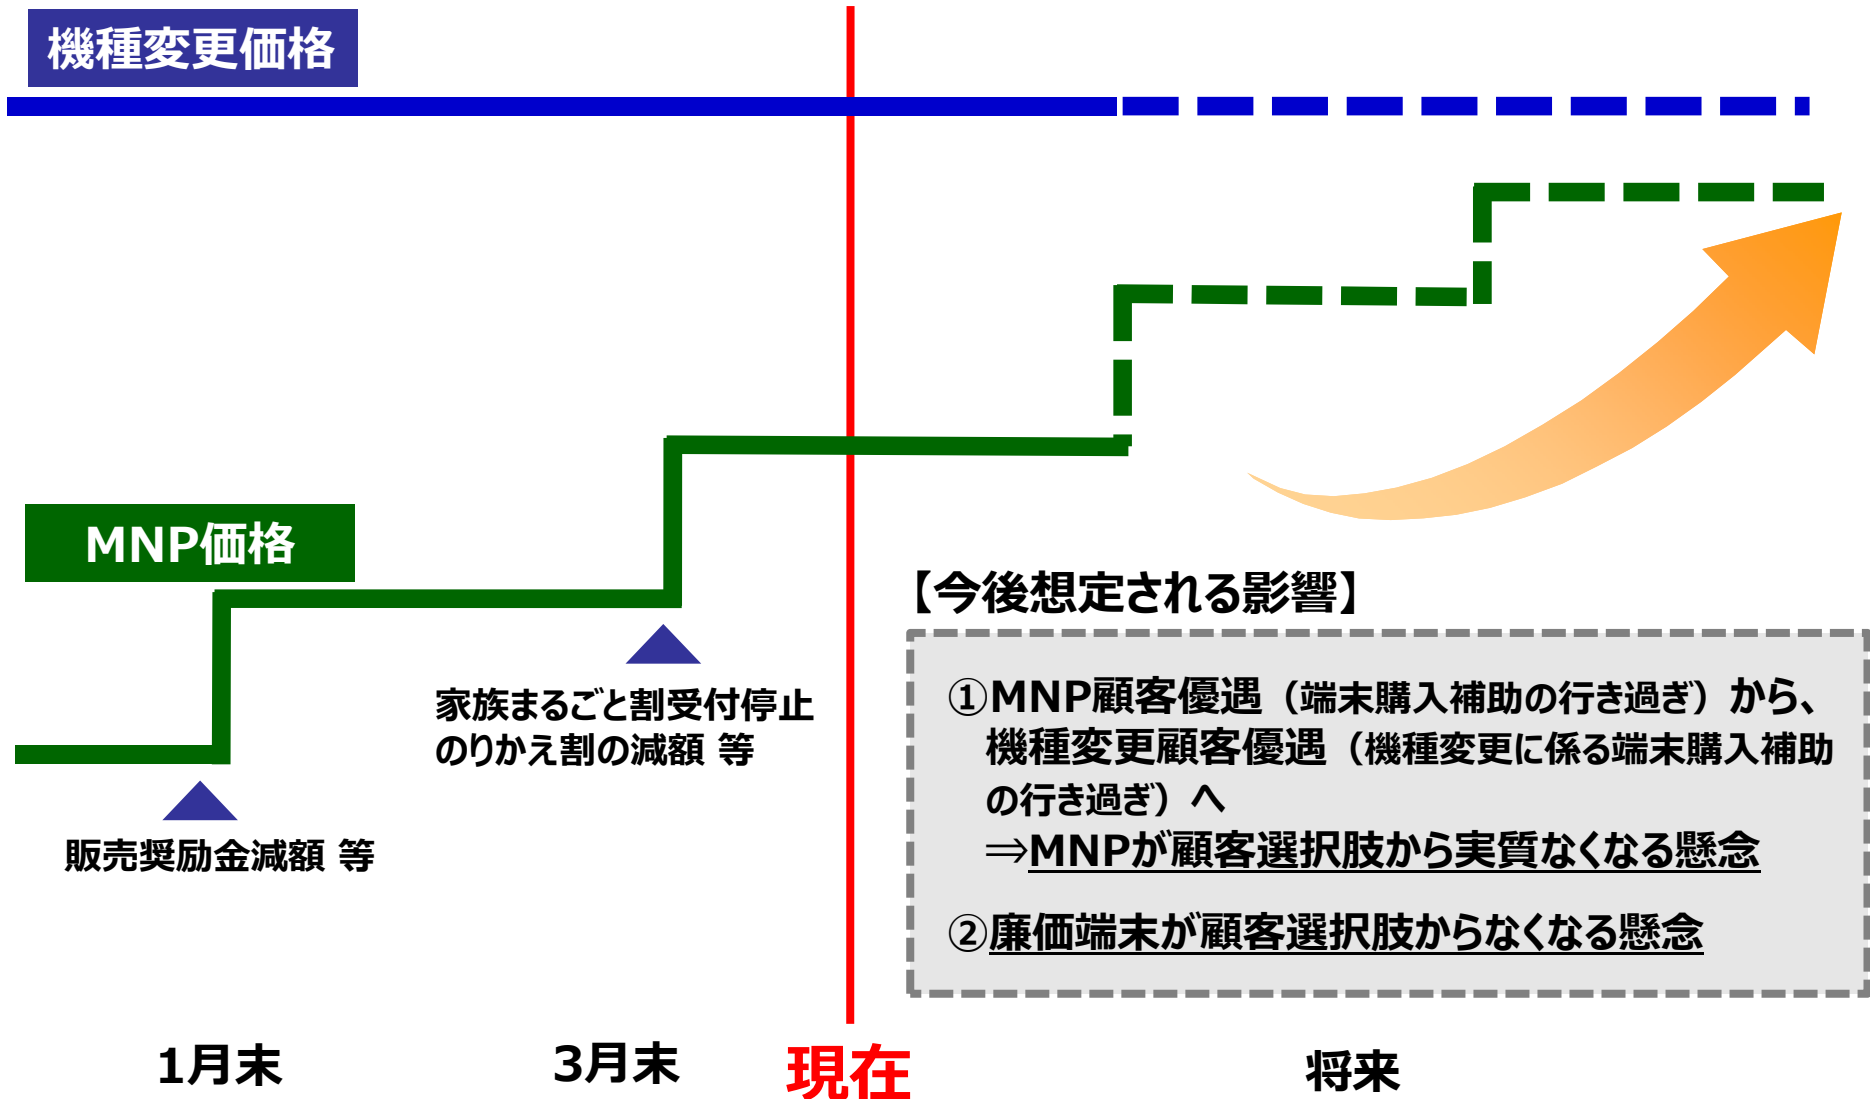 機種変更価格
MNP価格
販売奨励金減額 等
家族まるごと割受付停止
のりかえ割の減額 等
【今後想定される影響】
①MNP顧客優遇（端末購入補助の行き過ぎ）から、
機種変更顧客優遇（機種変更に係る端末購入補助
の行き過ぎ）へ
⇒MNPが顧客選択肢から実質なくなる懸念
②廉価端末が顧客選択肢からなくなる懸念
1月末
3月末
現在
将来